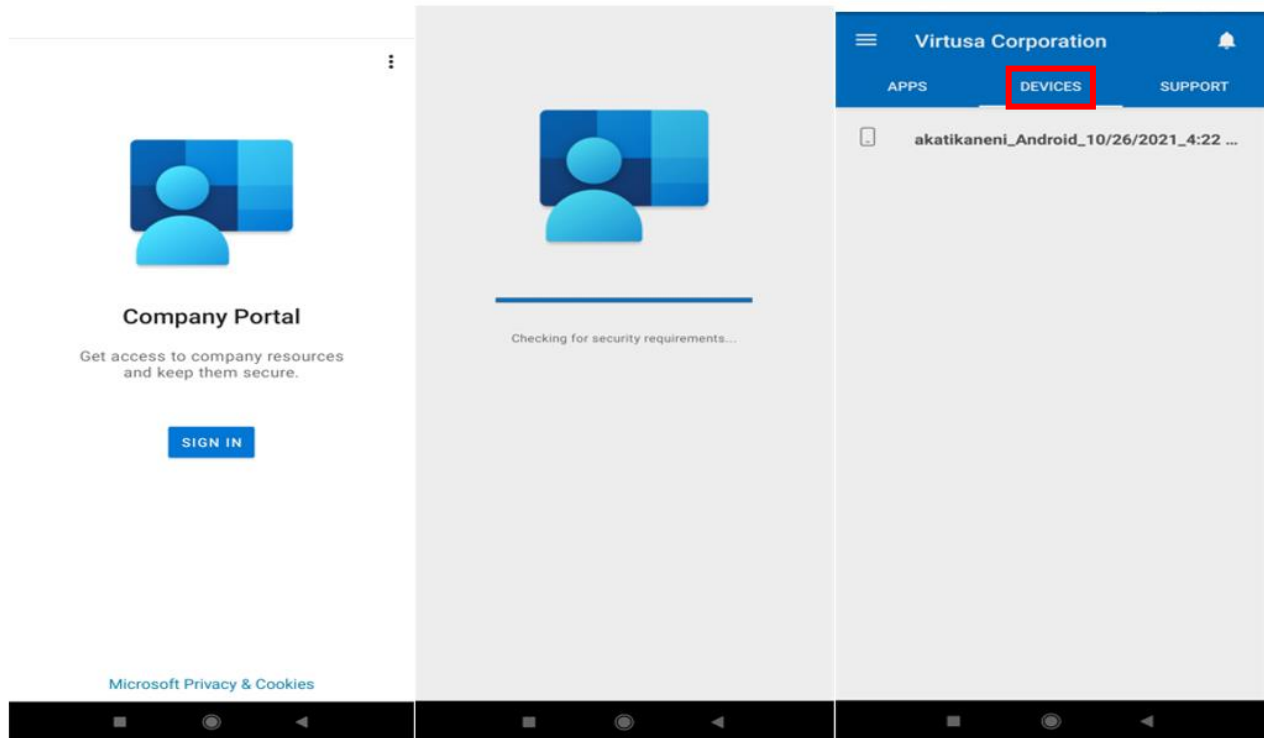 Company Portal
Get access to company resources
and keep them secure.
SIGN IN
Microsoft Privacy & Cookies
Checking for security requirements...
Virtusa Corporation
APPS DEVICES SUPPORT
akatikaneni_Android_10/26/2021_4:22 ...